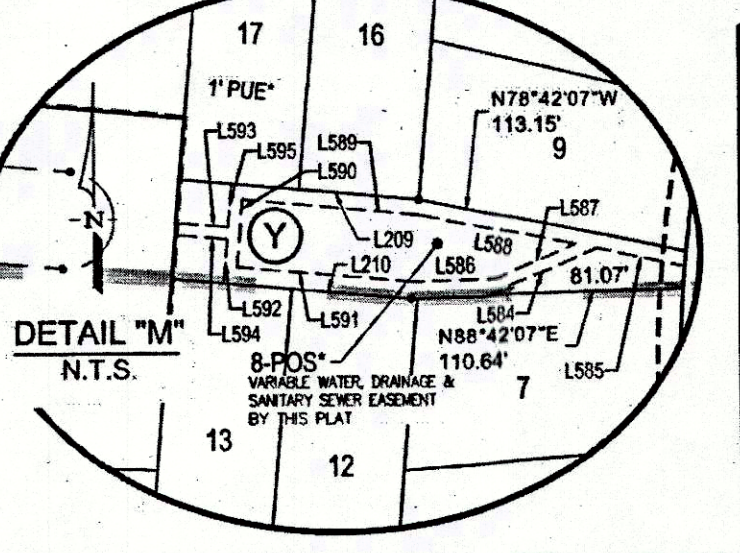 17
16
1' PUE*
N78°42'07"W
113.15'
9
L593
L589
L595
L590
L587
N
Y
L209
L588
L586
L210
81.07'
L592
L591
L584
L594
N88°42'07"E
110.64'
L585
DETAIL "M"
N.T.S.
8-POS*
VARIABLE WATER, DRAINAGE &
SANITARY SEWER EASEMENT
BY THIS PLAT
7
13
12